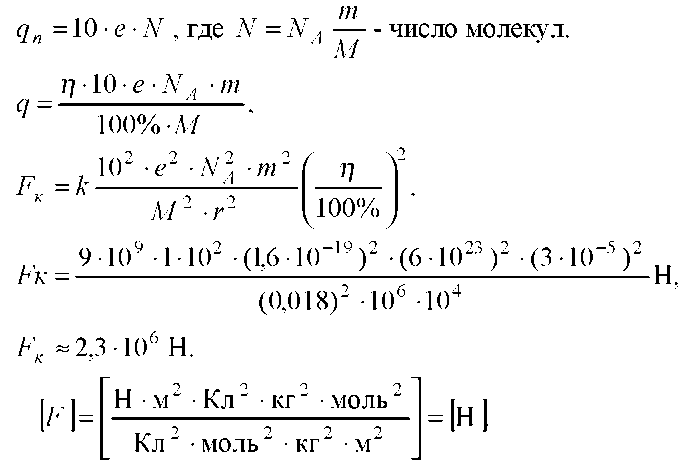 qₙ = 10 · e · N , где N = N_A m/M - число молекул.
q = (η · 10 · e · N_A · m)/(100% · M),
F_к = k (10² · e² · N_A² · m²)/(M² · r²) (η/100%)².
Fк = (9 · 10⁹ · 1 · 10² · (1,6 · 10⁻¹⁹)² · (6 · 10²³)² · (3 · 10⁻⁵)²)/((0,018)² · 10⁶ · 10⁴) Н,
F_к ≈ 2,3 · 10⁶ Н.
[F] = [(Н · м² · Кл² · кг² · моль²)/(Кл² · моль² · кг² · м²)] = [Н]